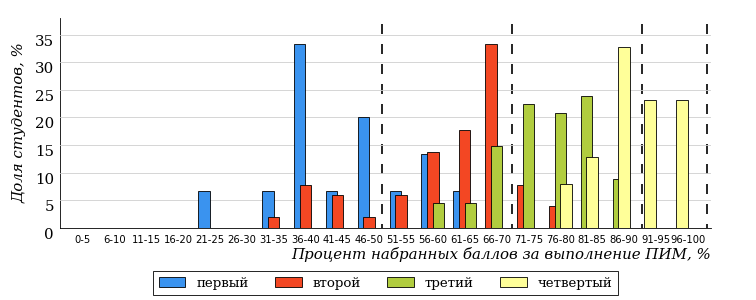 Доля студентов, %
35
30
25
20
15
10
5
0
0-5 6-10 11-15 16-20 21-25 26-30 31-35 36-40 41-45 46-50 51-55 56-60 61-65 66-70 71-75 76-80 81-85 86-90 91-95 96-100
Процент набранных баллов за выполнение ПИМ, %
первый второй третий четвертый